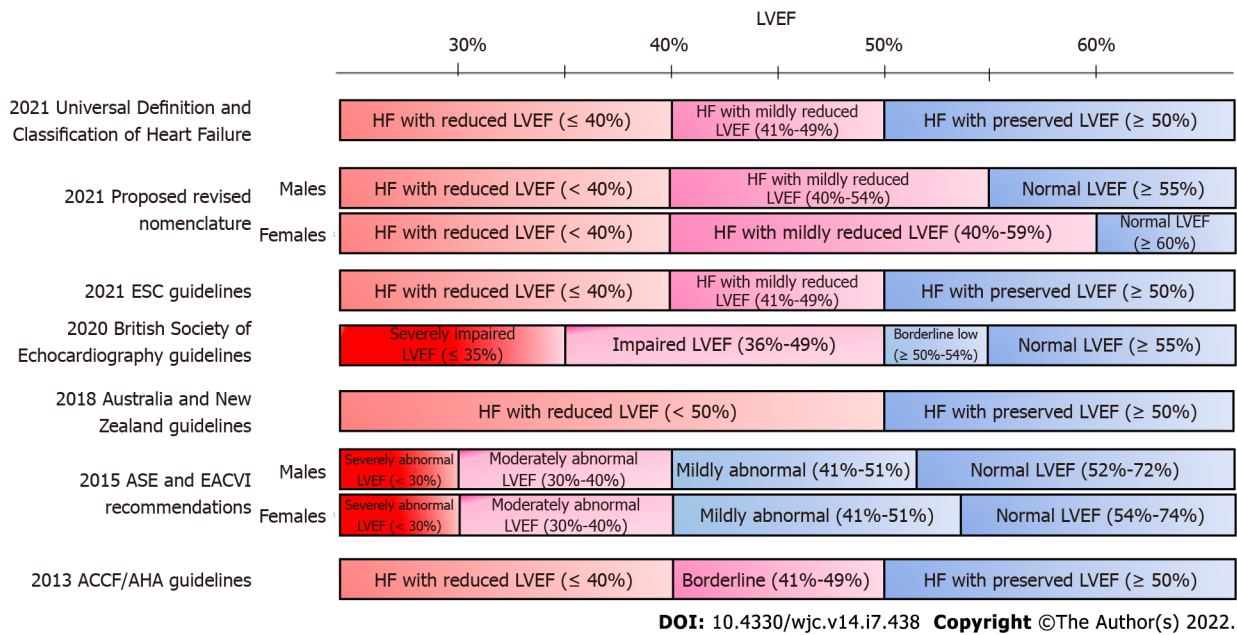 LVEF
30% 40% 50% 60%
2021 Universal Definition and
Classification of Heart Failure
HF with reduced LVEF (≤ 40%)
HF with mildly reduced
LVEF (41%-49%)
HF with preserved LVEF (≥ 50%)
2021 Proposed revised
nomenclature
Males
HF with reduced LVEF (< 40%)
HF with mildly reduced
LVEF (40%-54%)
Normal LVEF (≥ 55%)
Females
HF with reduced LVEF (< 40%)
HF with mildly reduced LVEF (40%-59%)
Normal LVEF
(≥ 60%)
2021 ESC guidelines
HF with reduced LVEF (≤ 40%)
HF with mildly reduced
LVEF (41%-49%)
HF with preserved LVEF (≥ 50%)
2020 British Society of
Echocardiography guidelines
Severely impaired
LVEF (≤ 35%)
Impaired LVEF (36%-49%)
Borderline low
(≥ 50%-54%)
Normal LVEF (≥ 55%)
2018 Australia and New
Zealand guidelines
HF with reduced LVEF (< 50%)
HF with preserved LVEF (≥ 50%)
2015 ASE and EACVI
recommendations
Males
Severely abnormal
LVEF (< 30%)
Moderately abnormal
LVEF (30%-40%)
Mildly abnormal (41%-51%)
Normal LVEF (52%-72%)
Females
Severely abnormal
LVEF (< 30%)
Moderately abnormal
LVEF (30%-40%)
Mildly abnormal (41%-51%)
Normal LVEF (54%-74%)
2013 ACCF/AHA guidelines
HF with reduced LVEF (≤ 40%)
Borderline (41%-49%)
HF with preserved LVEF (≥ 50%)
DOI: 10.4330/wjc.v14.i7.438 Copyright ©The Author(s) 2022.